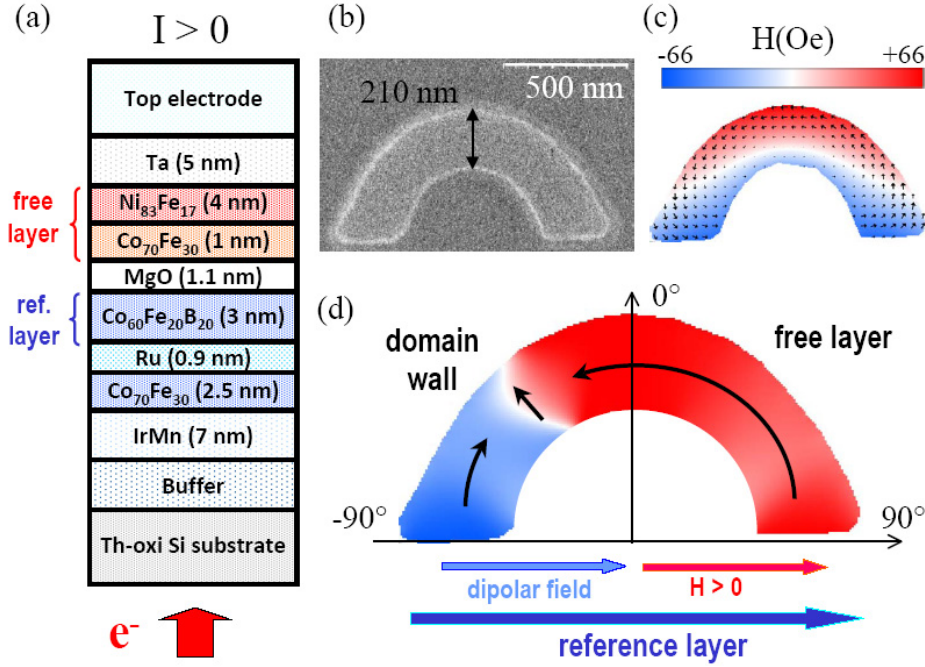 (a)
I > 0
Top electrode
Ta (5 nm)
Ni₈₃Fe₁₇ (4 nm)
Co₇₀Fe₃₀ (1 nm)
MgO (1.1 nm)
Co₆₀Fe₂₀B₂₀ (3 nm)
Ru (0.9 nm)
Co₇₀Fe₃₀ (2.5 nm)
IrMn (7 nm)
Buffer
Th-oxi Si substrate
free
layer
ref.
layer
e⁻
(b)
210 nm
500 nm
(c)
H(Oe)
-66 +66
(d)
0°
domain
wall
free layer
-90° 90°
dipolar field
H > 0
reference layer